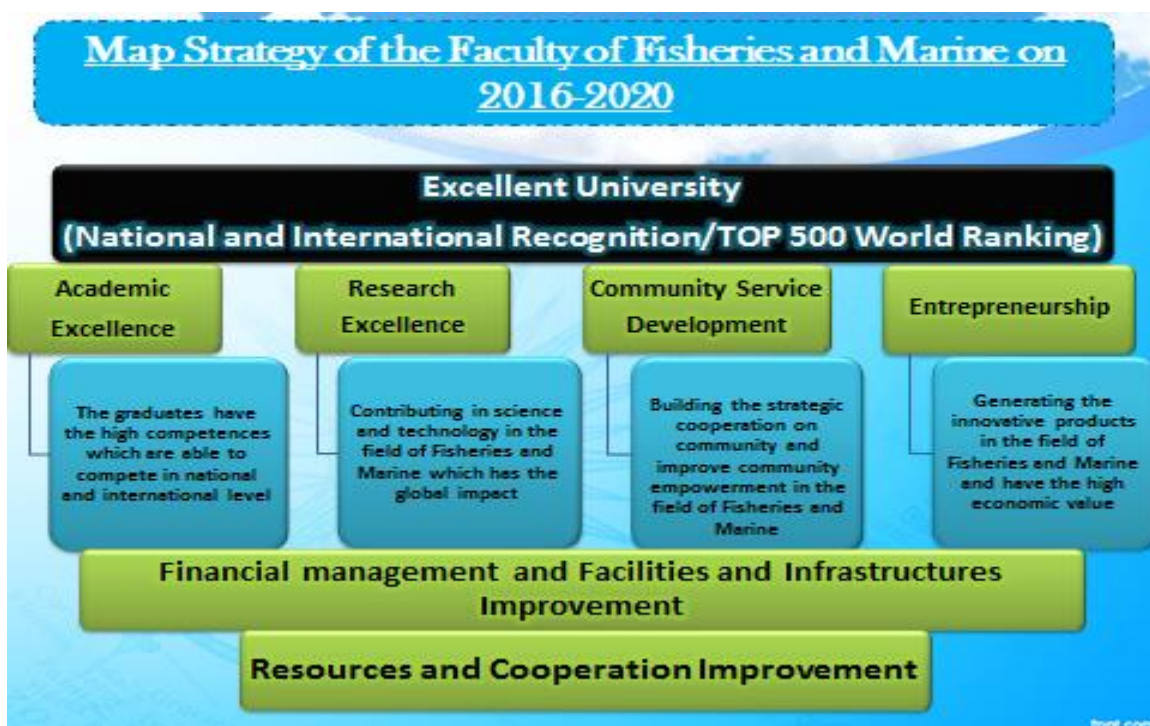 Map Strategy of the Faculty of Fisheries and Marine on
2016-2020
Excellent University
(National and International Recognition/TOP 500 World Ranking)
Academic
Excellence
The graduates have
the high competences
which are able to
compete in national
and international level
Research
Excellence
Contributing in science
and technology in the
field of Fisheries and
Marine which has the
global impact
Community Service
Development
Building the strategic
cooperation on
community and
improve community
empowerment in the
field of Fisheries and
Marine
Entrepreneurship
Generating the
innovative products
in the field of
Fisheries and Marine
and have the high
economic value
Financial management and Facilities and Infrastructures
Improvement
Resources and Cooperation Improvement